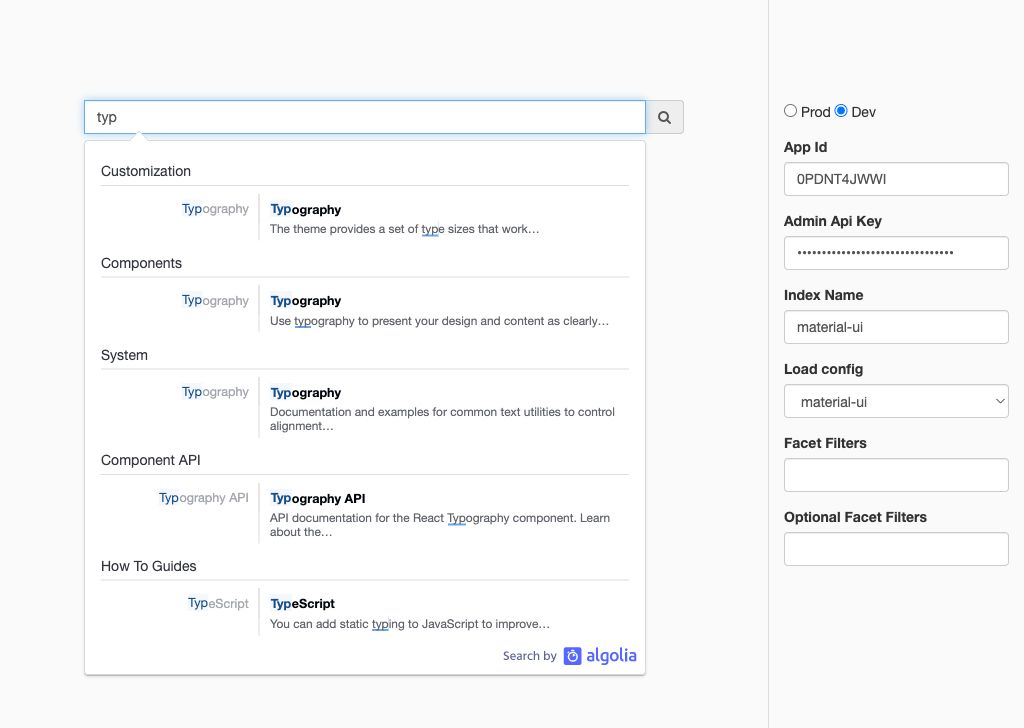 typ
Customization
Typography
Typography
The theme provides a set of type sizes that work…
Components
Typography
Typography
Use typography to present your design and content as clearly…
System
Typography
Typography
Documentation and examples for common text utilities to control
alignment…
Component API
Typography API
Typography API
API documentation for the React Typography component. Learn
about the…
How To Guides
TypeScript
TypeScript
You can add static typing to JavaScript to improve…
Search by algolia
Prod Dev
App Id
0PDNT4JWWI
Admin Api Key
••••••••••••••••••••••••••••••••
Index Name
material-ui
Load config
material-ui
Facet Filters
Optional Facet Filters